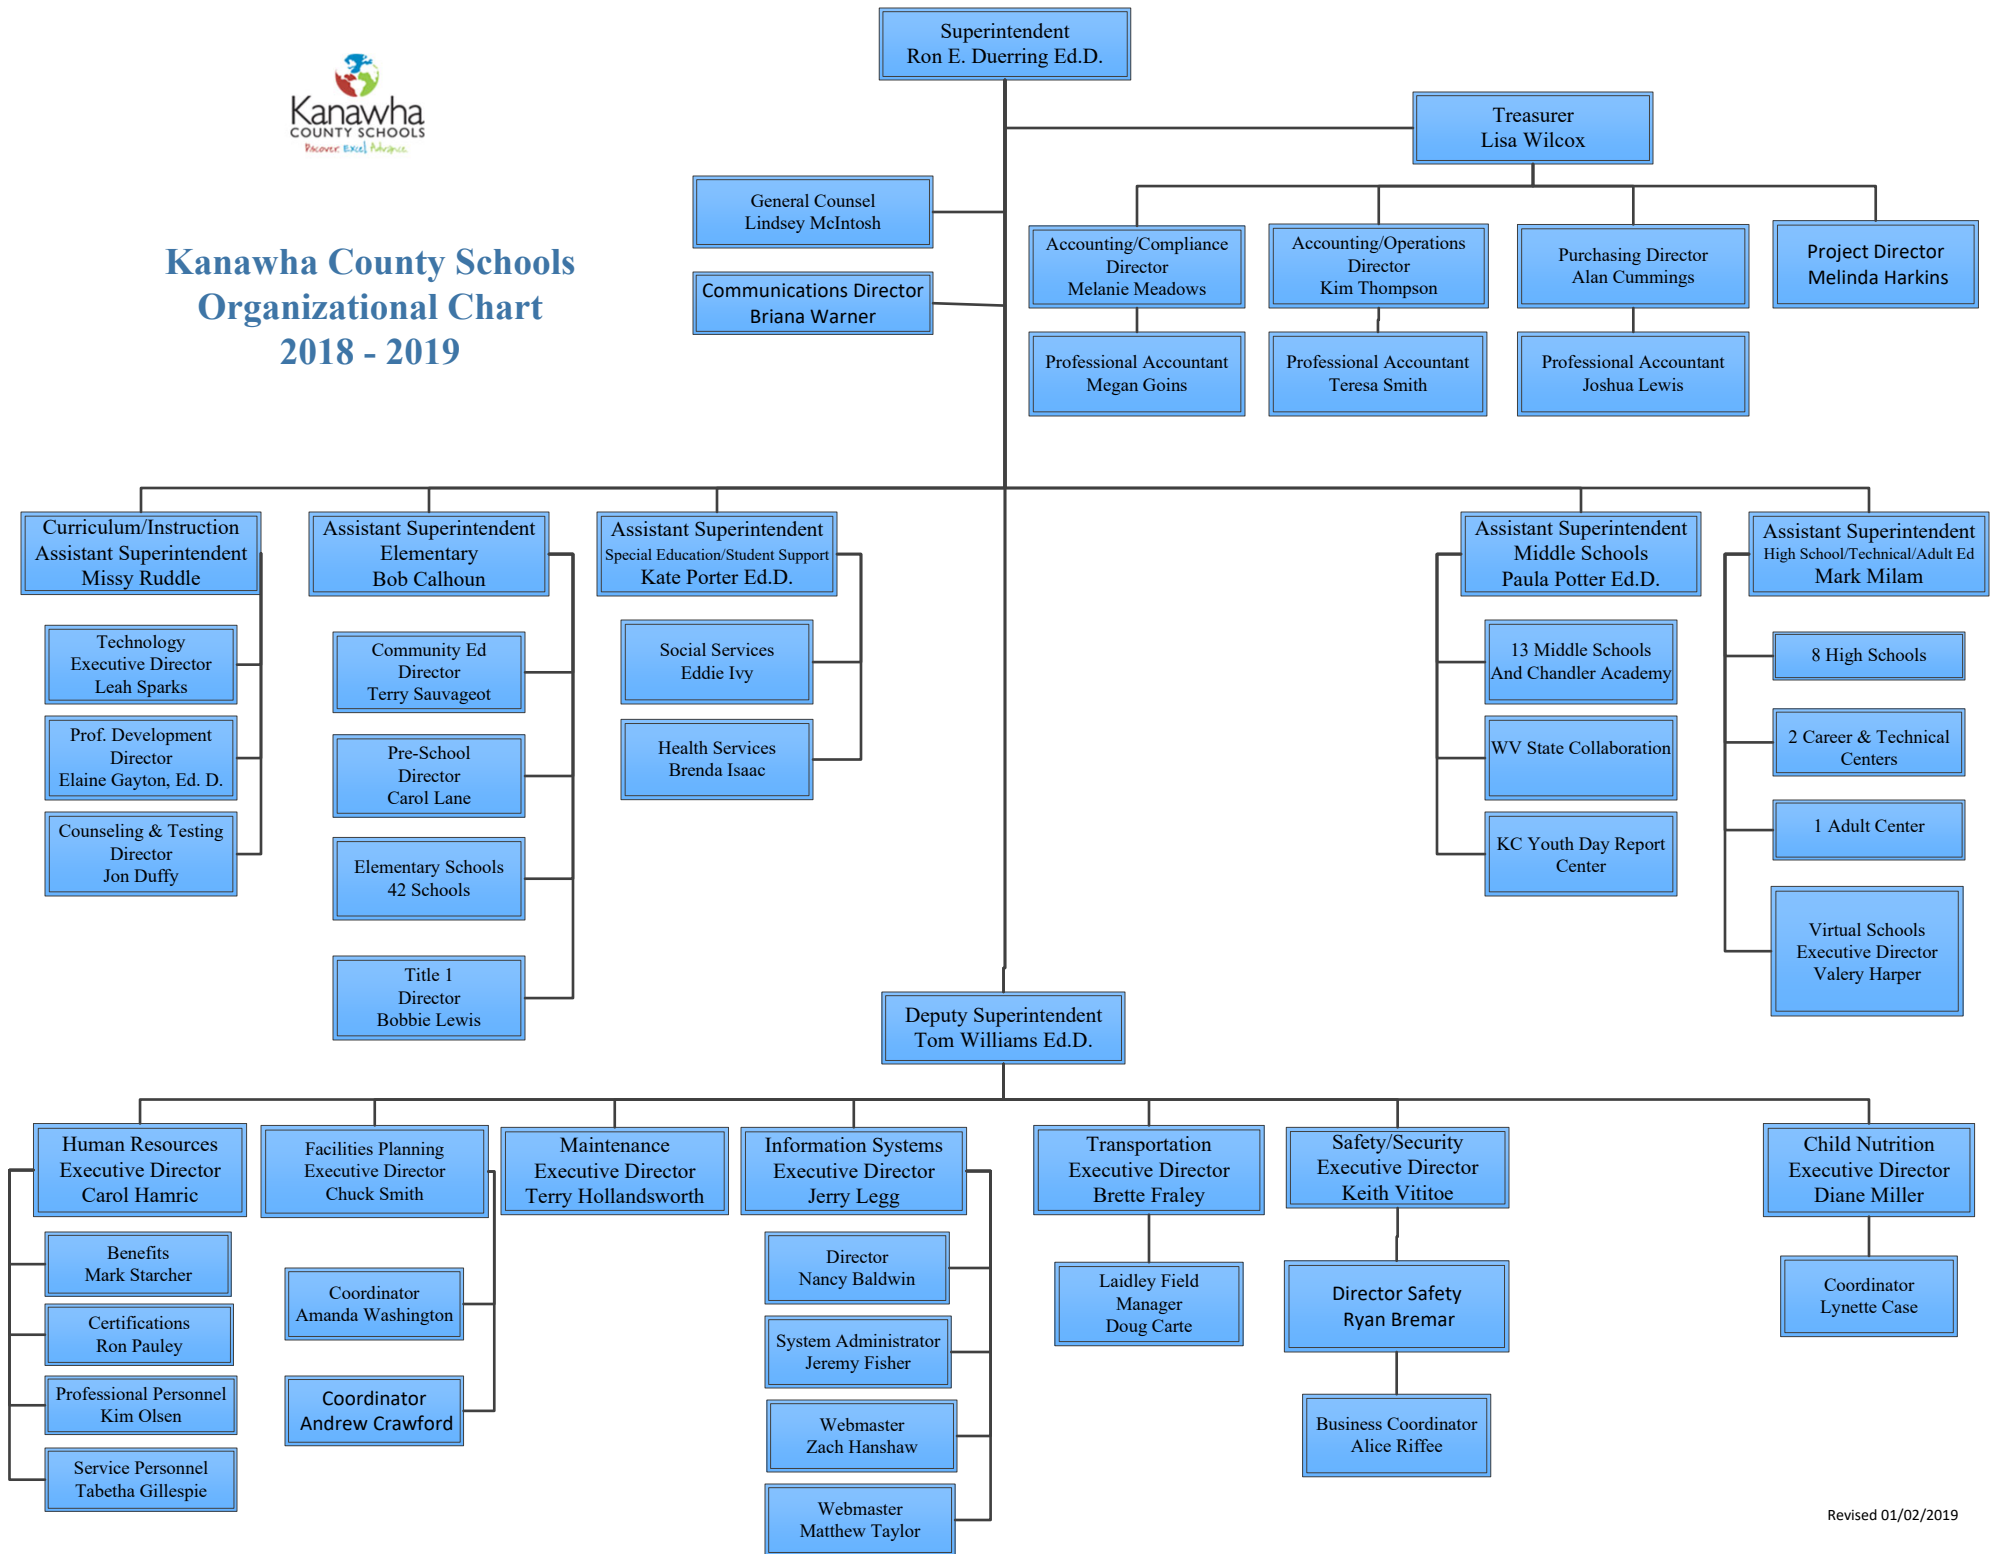 Superintendent
Ron E. Duerring Ed.D.
Kanawha
COUNTY SCHOOLS
Discover. Excel. Advance.
Treasurer
Lisa Wilcox
General Counsel
Lindsey McIntosh
Communications Director
Briana Warner
Kanawha County Schools
Organizational Chart
2018 - 2019
Accounting/Compliance
Director
Melanie Meadows
Accounting/Operations
Director
Kim Thompson
Purchasing Director
Alan Cummings
Project Director
Melinda Harkins
Professional Accountant
Megan Goins
Professional Accountant
Teresa Smith
Professional Accountant
Joshua Lewis
Curriculum/Instruction
Assistant Superintendent
Missy Ruddle
Technology
Executive Director
Leah Sparks
Prof. Development
Director
Elaine Gayton, Ed. D.
Counseling & Testing
Director
Jon Duffy
Assistant Superintendent
Elementary
Bob Calhoun
Community Ed
Director
Terry Sauvageot
Pre-School
Director
Carol Lane
Elementary Schools
42 Schools
Title 1
Director
Bobbie Lewis
Assistant Superintendent
Special Education/Student Support
Kate Porter Ed.D.
Social Services
Eddie Ivy
Health Services
Brenda Isaac
Assistant Superintendent
Middle Schools
Paula Potter Ed.D.
13 Middle Schools
And Chandler Academy
WV State Collaboration
KC Youth Day Report
Center
Assistant Superintendent
High School/Technical/Adult Ed
Mark Milam
8 High Schools
2 Career & Technical
Centers
1 Adult Center
Virtual Schools
Executive Director
Valery Harper
Deputy Superintendent
Tom Williams Ed.D.
Human Resources
Executive Director
Carol Hamric
Benefits
Mark Starcher
Certifications
Ron Pauley
Professional Personnel
Kim Olsen
Service Personnel
Tabetha Gillespie
Facilities Planning
Executive Director
Chuck Smith
Coordinator
Amanda Washington
Coordinator
Andrew Crawford
Maintenance
Executive Director
Terry Hollandsworth
Information Systems
Executive Director
Jerry Legg
Director
Nancy Baldwin
System Administrator
Jeremy Fisher
Webmaster
Zach Hanshaw
Webmaster
Matthew Taylor
Transportation
Executive Director
Brette Fraley
Laidley Field
Manager
Doug Carte
Safety/Security
Executive Director
Keith Vititoe
Director Safety
Ryan Bremar
Business Coordinator
Alice Riffee
Child Nutrition
Executive Director
Diane Miller
Coordinator
Lynette Case
Revised 01/02/2019